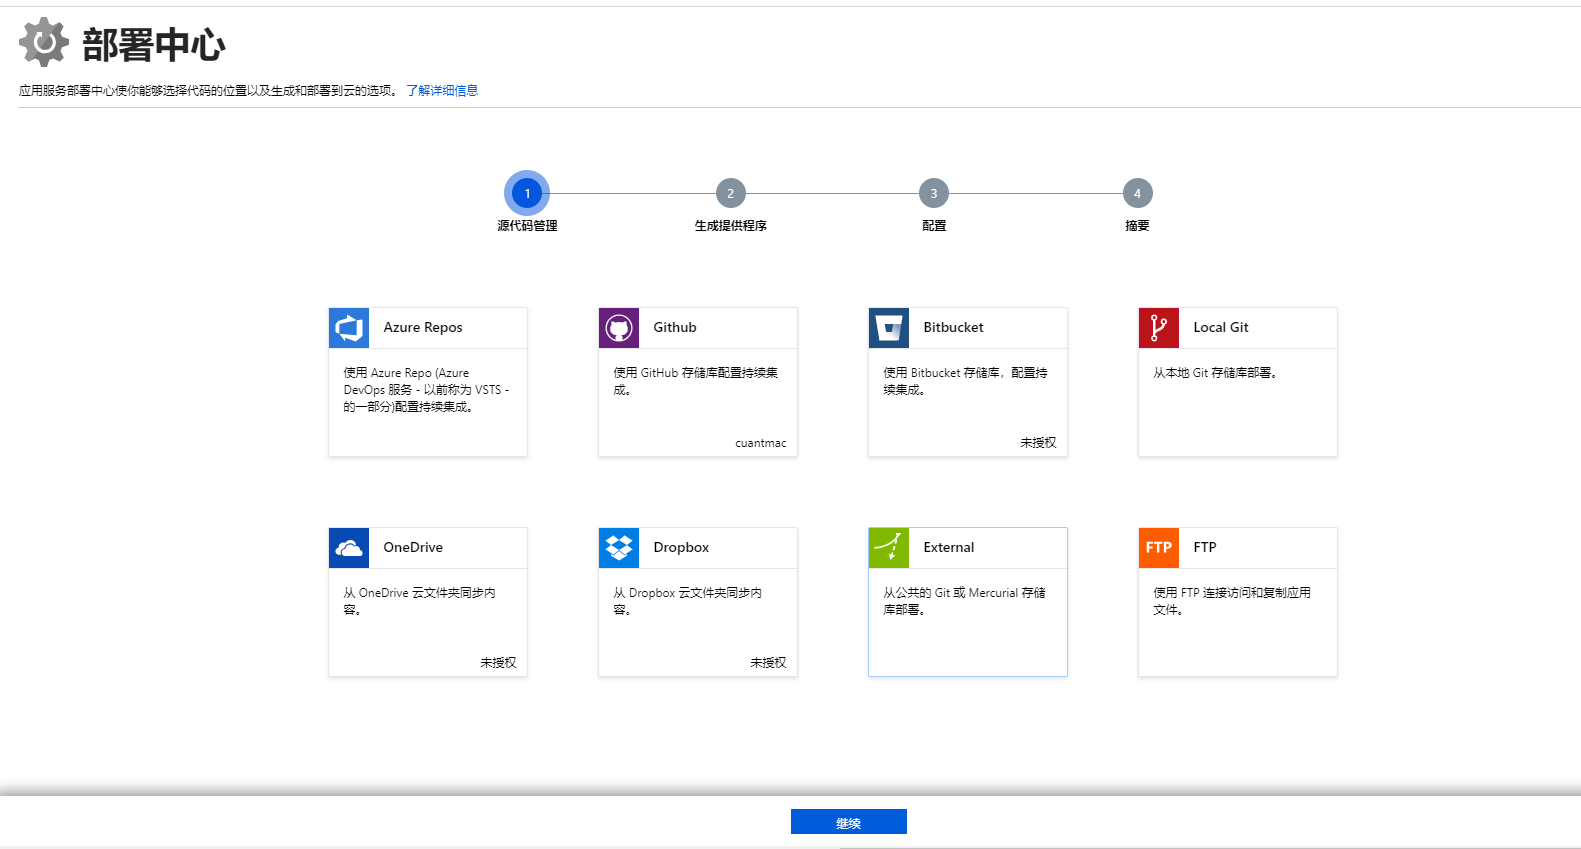 部署中心
应用服务部署中心使你能够选择代码的位置以及生成和部署到云的选项。 了解详细信息
1
2
3
4
源代码管理
生成提供程序
配置
摘要
Azure Repos
使用 Azure Repo (Azure
DevOps 服务 - 以前称为 VSTS -
的一部分)配置持续集成。
Github
使用 GitHub 存储库配置持续集
成。
cuantmac
Bitbucket
使用 Bitbucket 存储库，配置持
续集成。
未授权
Local Git
从本地 Git 存储库部署。
OneDrive
从 OneDrive 云文件夹同步内
容。
未授权
Dropbox
从 Dropbox 云文件夹同步内
容。
未授权
External
从公共的 Git 或 Mercurial 存储
库部署。
FTP
FTP
使用 FTP 连接访问和复制应用
文件。
继续